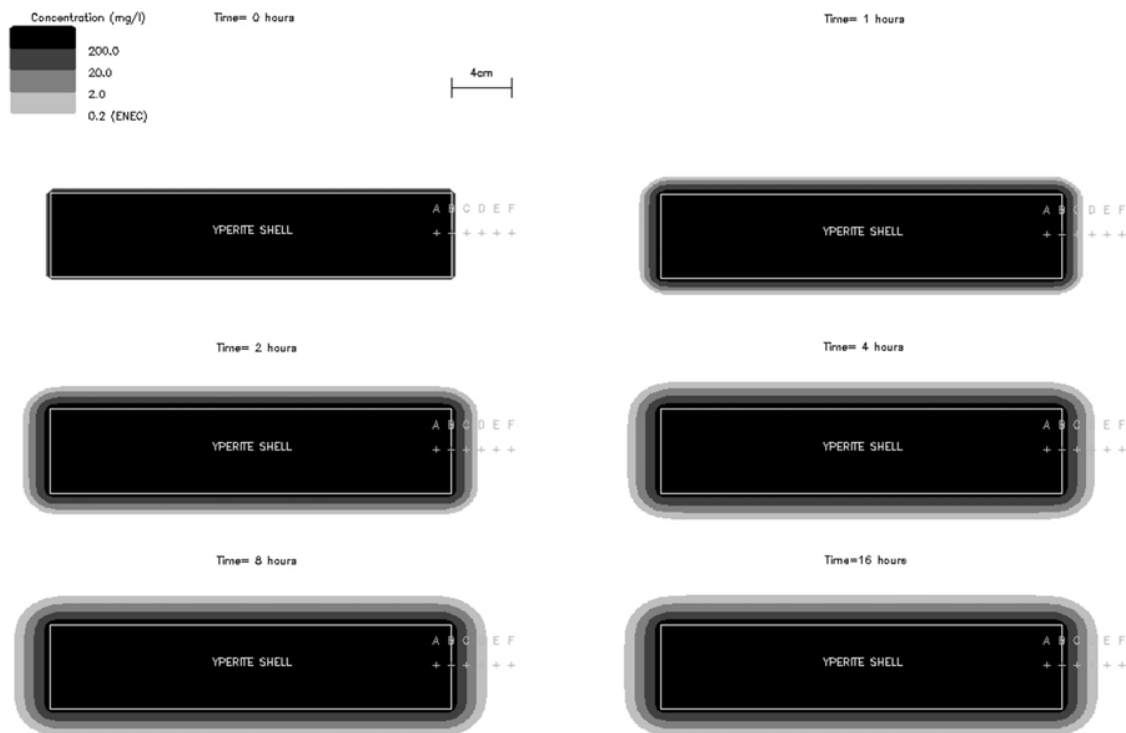 Concentration (mg/l)
Time= 0 hours
Time= 1 hours
200.0
20.0
2.0
0.2 (ENEC)
4cm
A B C D E F
YPERITE SHELL
A B C D E F
YPERITE SHELL
Time= 2 hours
Time= 4 hours
A B C D E F
YPERITE SHELL
A B C E F
YPERITE SHELL
Time= 8 hours
Time=16 hours
A B C E F
YPERITE SHELL
A B C D E F
YPERITE SHELL